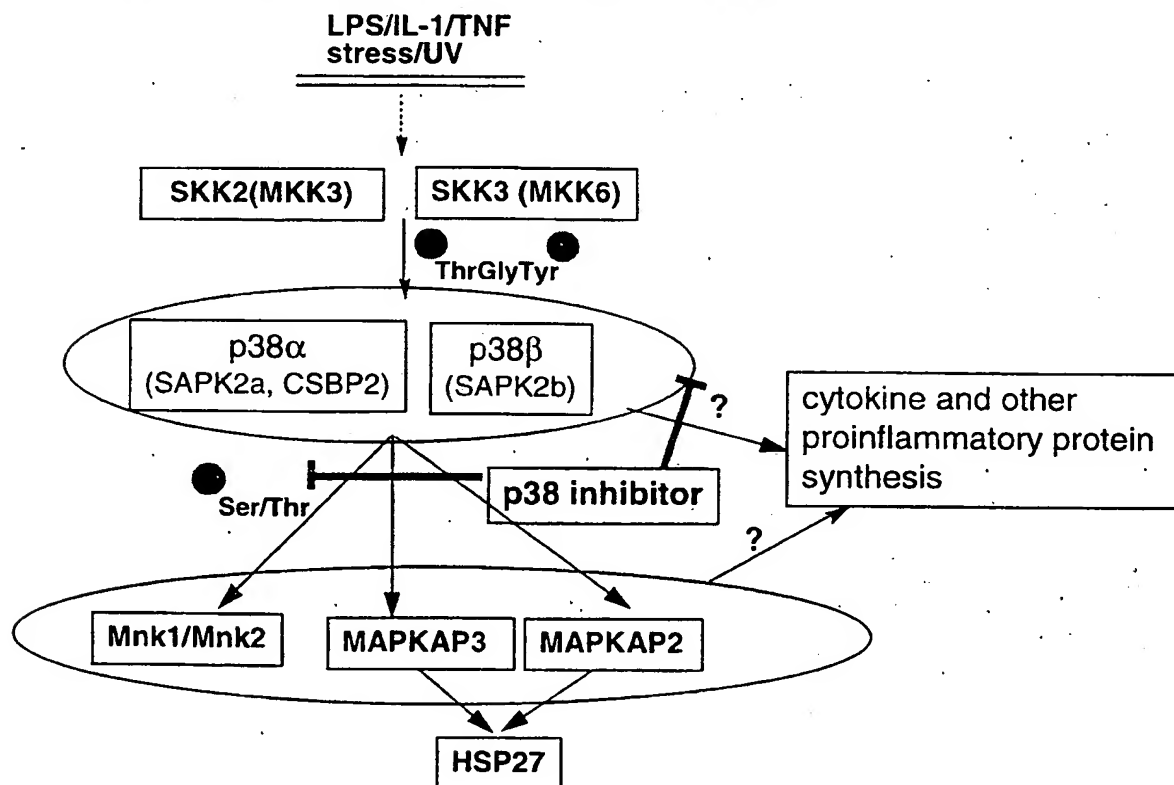 LPS/IL-1/TNF
stress/UV
SKK2(MKK3)
SKK3 (MKK6)
ThrGlyTyr
p38α
(SAPK2a, CSBP2)
p38β
(SAPK2b)
?
cytokine and other
proinflammatory protein
synthesis
Ser/Thr
p38 inhibitor
?
Mnk1/Mnk2
MAPKAP3
MAPKAP2
HSP27